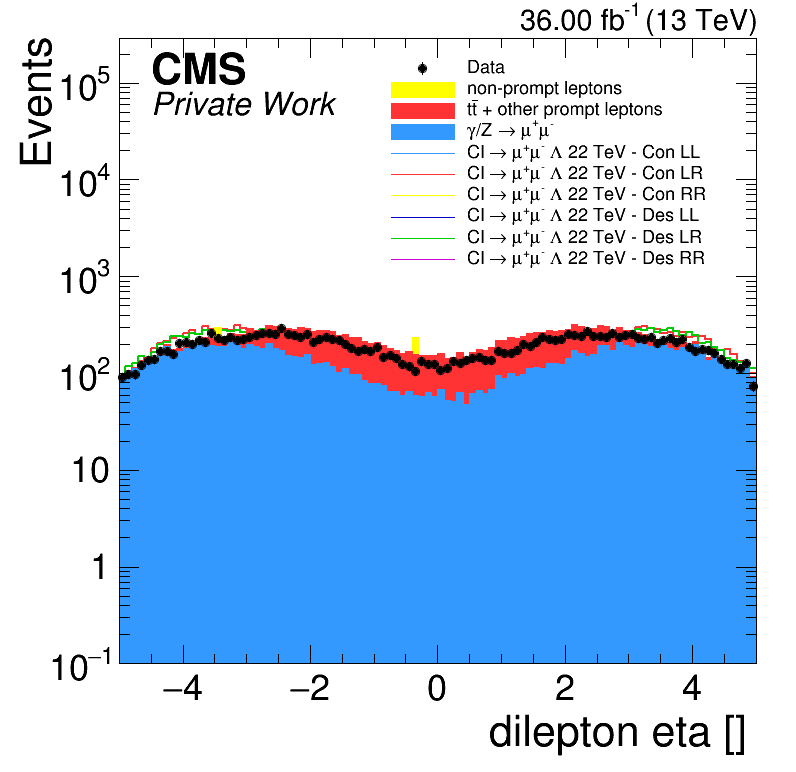 36.00 fb⁻¹ (13 TeV)
Events
CMS
Private Work
Data
non-prompt leptons
tt̄ + other prompt leptons
γ/Z → μ⁺μ⁻
CI → μ⁺μ⁻ Λ 22 TeV - Con LL
CI → μ⁺μ⁻ Λ 22 TeV - Con LR
CI → μ⁺μ⁻ Λ 22 TeV - Con RR
CI → μ⁺μ⁻ Λ 22 TeV - Des LL
CI → μ⁺μ⁻ Λ 22 TeV - Des LR
CI → μ⁺μ⁻ Λ 22 TeV - Des RR
10⁵
10⁴
10³
10²
10
1
10⁻¹
−4 −2 0 2 4
dilepton eta []